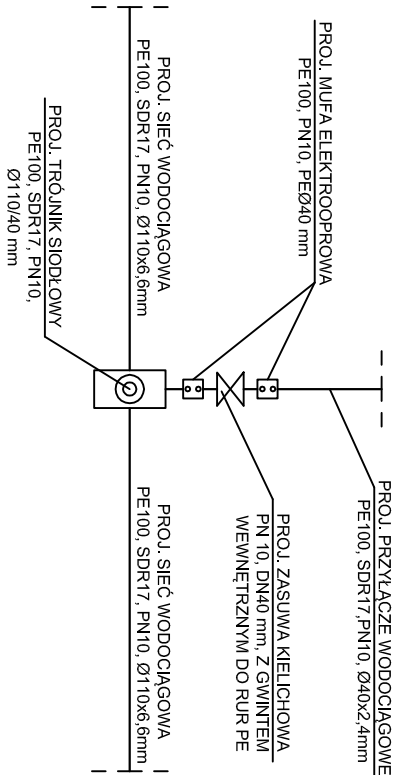 PROJ. MUFA ELEKTROOPROWA
PE100, PN10, PEØ40 mm
PROJ. PRZYŁĄCZE WODOCIĄGOWE
PE100, SDR17,PN10, Ø40x2,4mm
PROJ. SIEĆ WODOCIĄGOWA
PE100, SDR17, PN10, Ø110x6,6mm
PROJ. ZASUWA KIELICHOWA
PN 10, DN40 mm, Z GWINTEM
WEWNĘTRZNYM DO RUR PE
PROJ. TRÓJNIK SIODŁOWY
PE100, SDR17, PN10,
Ø110/40 mm
PROJ. SIEĆ WODOCIĄGOWA
PE100, SDR17, PN10, Ø110x6,6mm